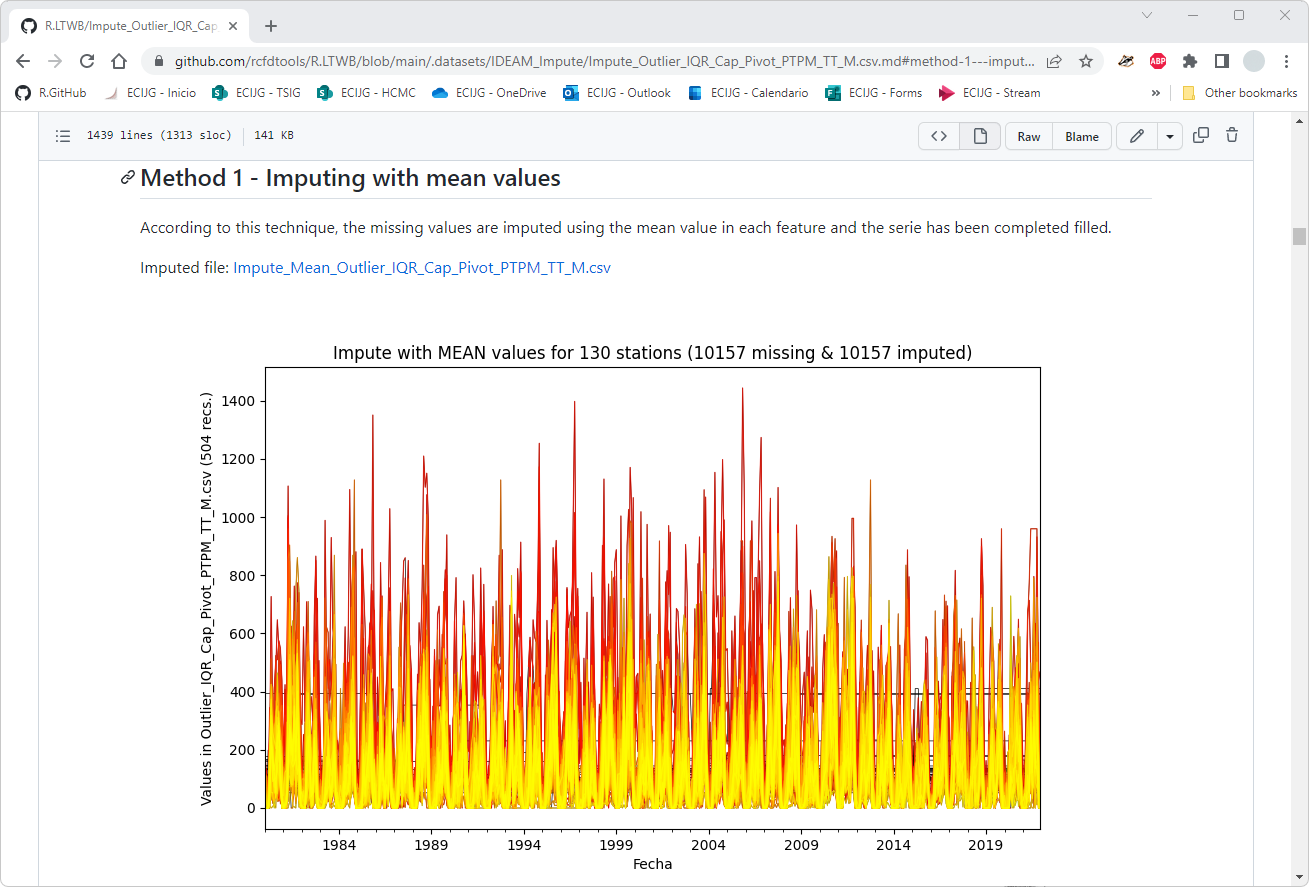 R.LTWB/Impute_Outlier_IQR_Cap
github.com/rcfdtools/R.LTWB/blob/main/.datasets/IDEAM_Impute/Impute_Outlier_IQR_Cap_Pivot_PTPM_TT_M.csv.md#method-1---imput...
ABP
R.GitHub ECIJG - Inicio ECIJG - TSIG ECIJG - HCMC ECIJG - OneDrive ECIJG - Outlook ECIJG - Calendario ECIJG - Forms ECIJG - Stream » Other bookmarks
1439 lines (1313 sloc) 141 KB <> Raw Blame
Method 1 - Imputing with mean values
According to this technique, the missing values are imputed using the mean value in each feature and the serie has been completed filled.
Imputed file: Impute_Mean_Outlier_IQR_Cap_Pivot_PTPM_TT_M.csv
Impute with MEAN values for 130 stations (10157 missing & 10157 imputed)
Values in Outlier_IQR_Cap_Pivot_PTPM_TT_M.csv (504 recs.)
1400
1200
1000
800
600
400
200
0
1984 1989 1994 1999 2004 2009 2014 2019
Fecha